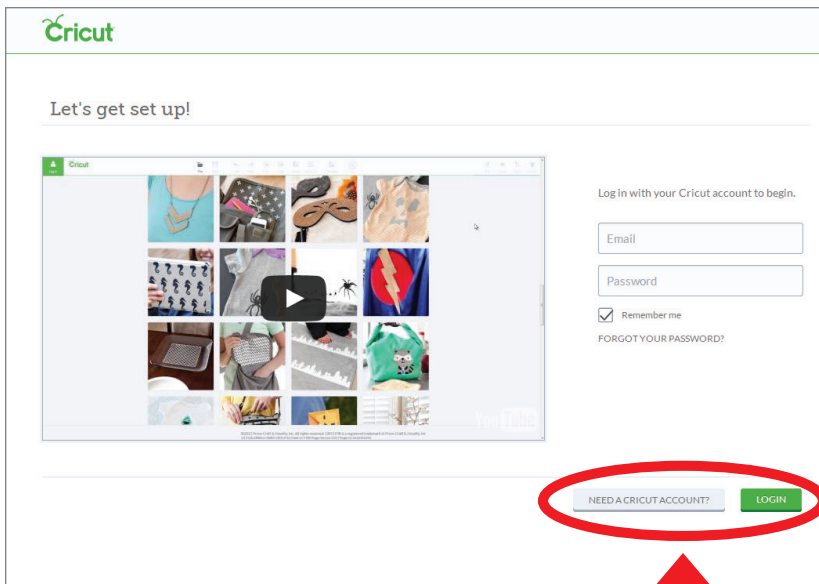 Cricut
Let's get set up!
Cricut
Log in with your Cricut account to begin.
Email
Password
Remember me
FORGOT YOUR PASSWORD?
YouTube
NEED A CRICUT ACCOUNT?
LOGIN